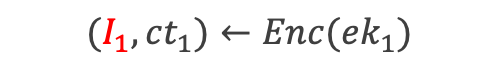 (I₁, ct₁) ← Enc(ek₁)